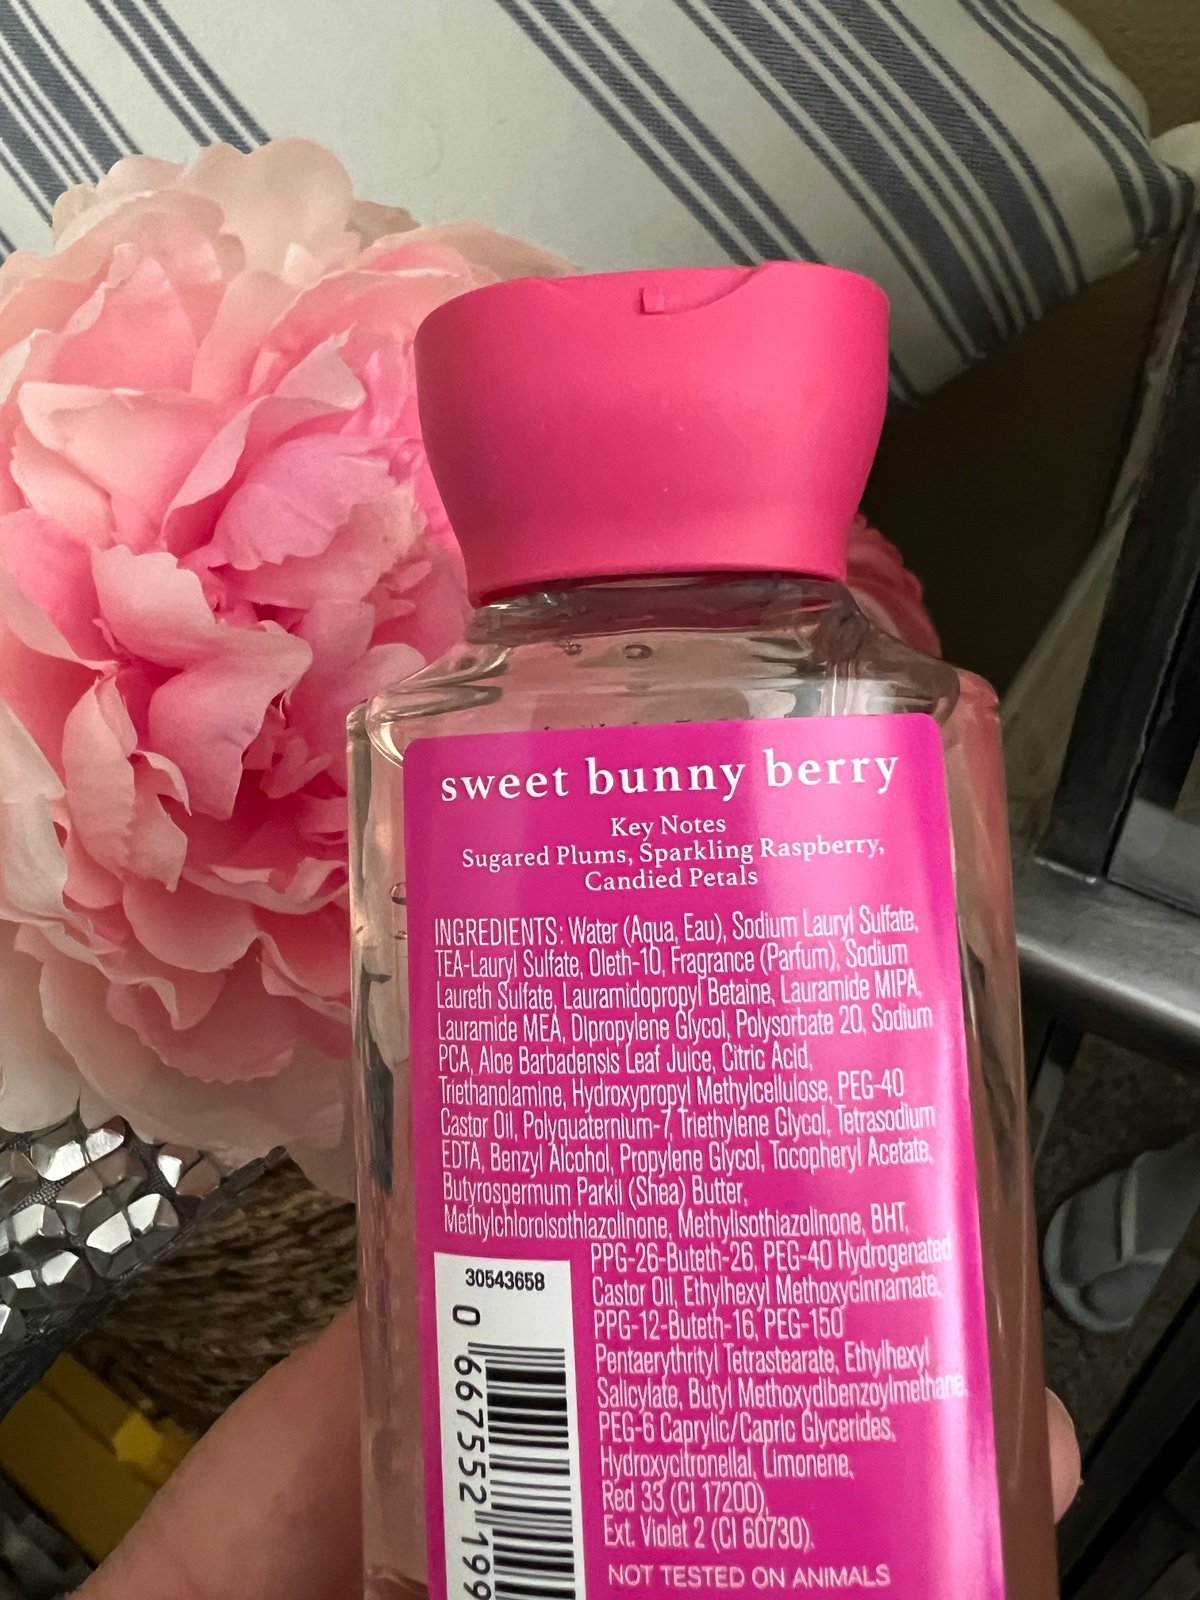 sweet bunny berry
Key Notes
Sugared Plums, Sparkling Raspberry,
Candied Petals
INGREDIENTS: Water (Aqua, Eau), Sodium Lauryl Sulfate,
TEA-Lauryl Sulfate, Oleth-10, Fragrance (Parfum), Sodium
Laureth Sulfate, Lauramidopropyl Betaine, Lauramide MIPA,
Lauramide MEA, Dipropylene Glycol, Polysorbate 20, Sodium
PCA, Aloe Barbadensis Leaf Juice, Citric Acid,
Triethanolamine, Hydroxypropyl Methylcellulose, PEG-40
Castor Oil, Polyquaternium-7, Triethylene Glycol, Tetrasodium
EDTA, Benzyl Alcohol, Propylene Glycol, Tocopheryl Acetate,
Butyrospermum Parkii (Shea) Butter,
Methylchloroisothiazolinone, Methylisothiazolinone, BHT,
PPG-26-Buteth-26, PEG-40 Hydrogenated
Castor Oil, Ethylhexyl Methoxycinnamate,
PPG-12-Buteth-16, PEG-150
Pentaerythrityl Tetrastearate, Ethylhexyl
Salicylate, Butyl Methoxydibenzoylmethane,
PEG-6 Caprylic/Capric Glycerides,
Hydroxycitronellal, Limonene,
Red 33 (CI 17200),
Ext. Violet 2 (CI 60730).
NOT TESTED ON ANIMALS
30543658
0 667552 199